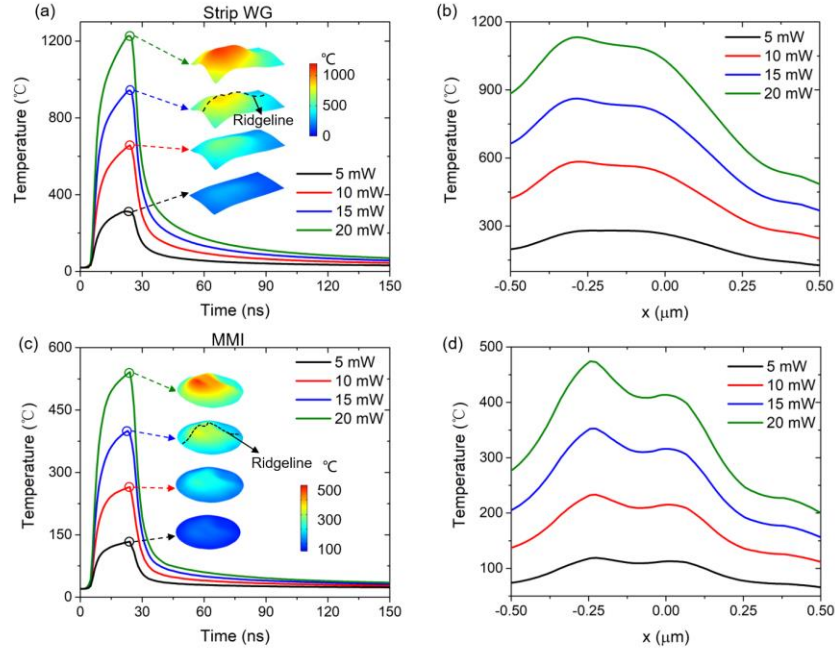 (a)
Strip WG
1200
900
600
300
0
Temperature (℃)
0
30
60
90
120
150
Time (ns)
℃
1000
500
0
Ridgeline
5 mW
10 mW
15 mW
20 mW
(b)
1200
900
600
300
Temperature (℃)
-0.50
-0.25
0.00
0.25
0.50
x (μm)
5 mW
10 mW
15 mW
20 mW
(c)
MMI
600
450
300
150
0
Temperature (℃)
0
30
60
90
120
150
Time (ns)
5 mW
10 mW
15 mW
20 mW
Ridgeline
℃
500
300
100
(d)
500
400
300
200
100
Temperature (℃)
-0.50
-0.25
0.00
0.25
0.50
x (μm)
5 mW
10 mW
15 mW
20 mW